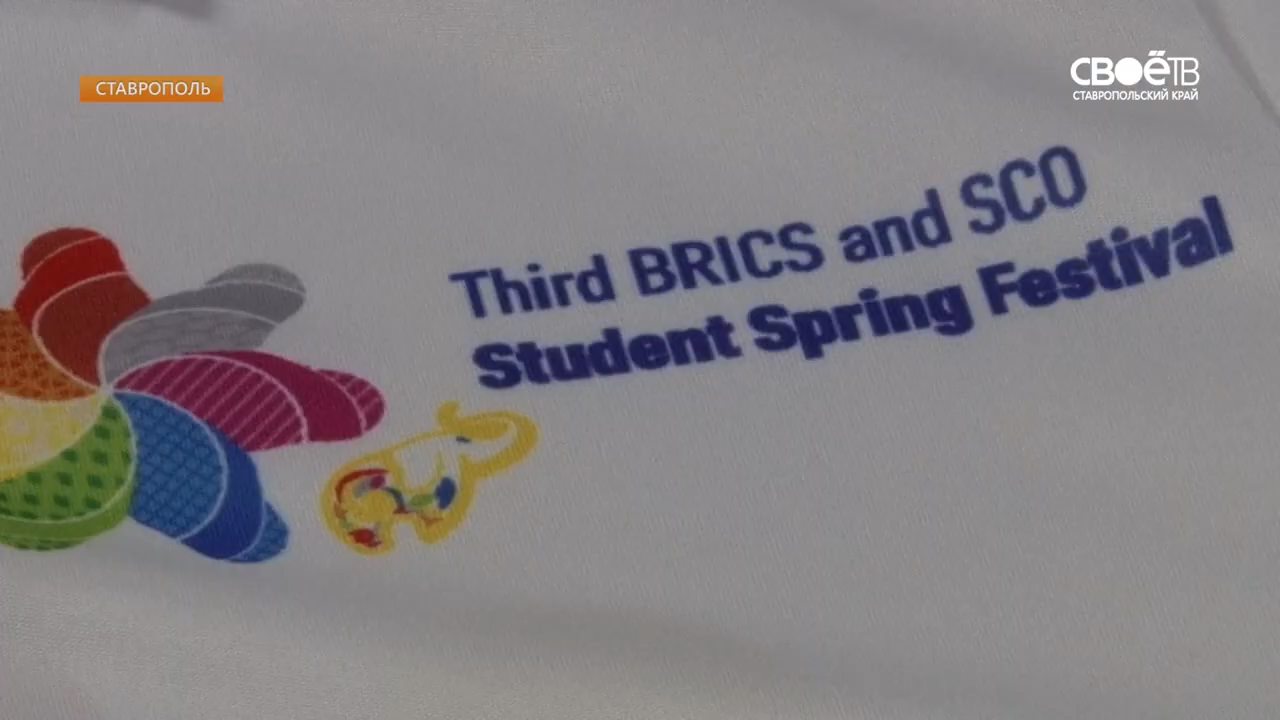 СТАВРОПОЛЬ
СВОЁТВ
СТАВРОПОЛЬСКИЙ КРАЙ
Third BRICS and SCO
Student Spring Festival